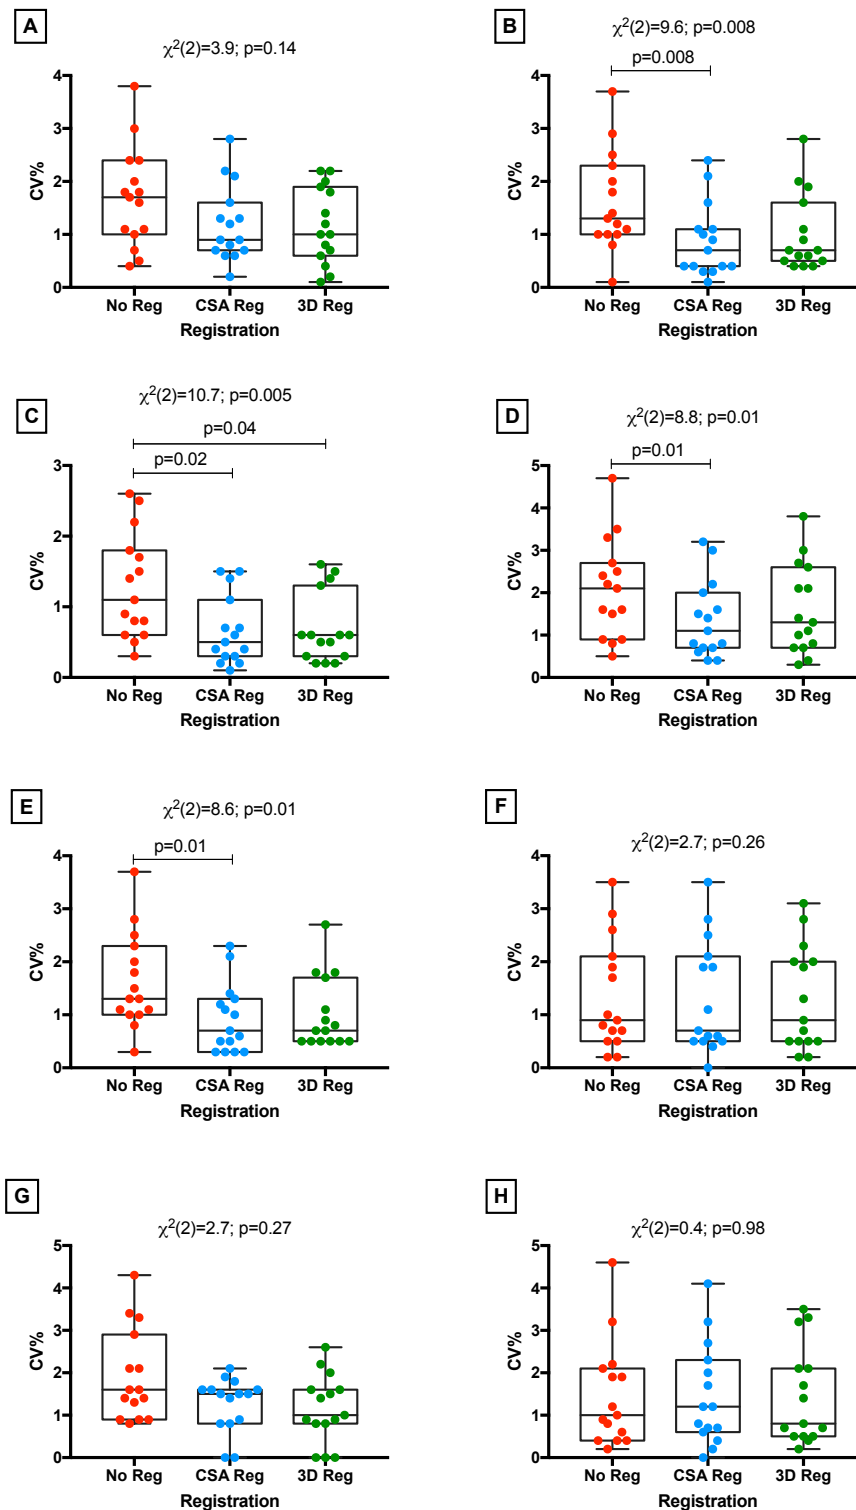 A
χ²(2)=3.9; p=0.14
CV%
4
3
2
1
0
No Reg CSA Reg 3D Reg
Registration
B
χ²(2)=9.6; p=0.008
p=0.008
CV%
4
3
2
1
0
No Reg CSA Reg 3D Reg
Registration
C
χ²(2)=10.7; p=0.005
p=0.04
p=0.02
CV%
3
2
1
0
No Reg CSA Reg 3D Reg
Registration
D
χ²(2)=8.8; p=0.01
p=0.01
CV%
5
4
3
2
1
0
No Reg CSA Reg 3D Reg
Registration
E
χ²(2)=8.6; p=0.01
p=0.01
CV%
4
3
2
1
0
No Reg CSA Reg 3D Reg
Registration
F
χ²(2)=2.7; p=0.26
CV%
4
3
2
1
0
No Reg CSA Reg 3D Reg
Registration
G
χ²(2)=2.7; p=0.27
CV%
5
4
3
2
1
0
No Reg CSA Reg 3D Reg
Registration
H
χ²(2)=0.4; p=0.98
CV%
5
4
3
2
1
0
No Reg CSA Reg 3D Reg
Registration